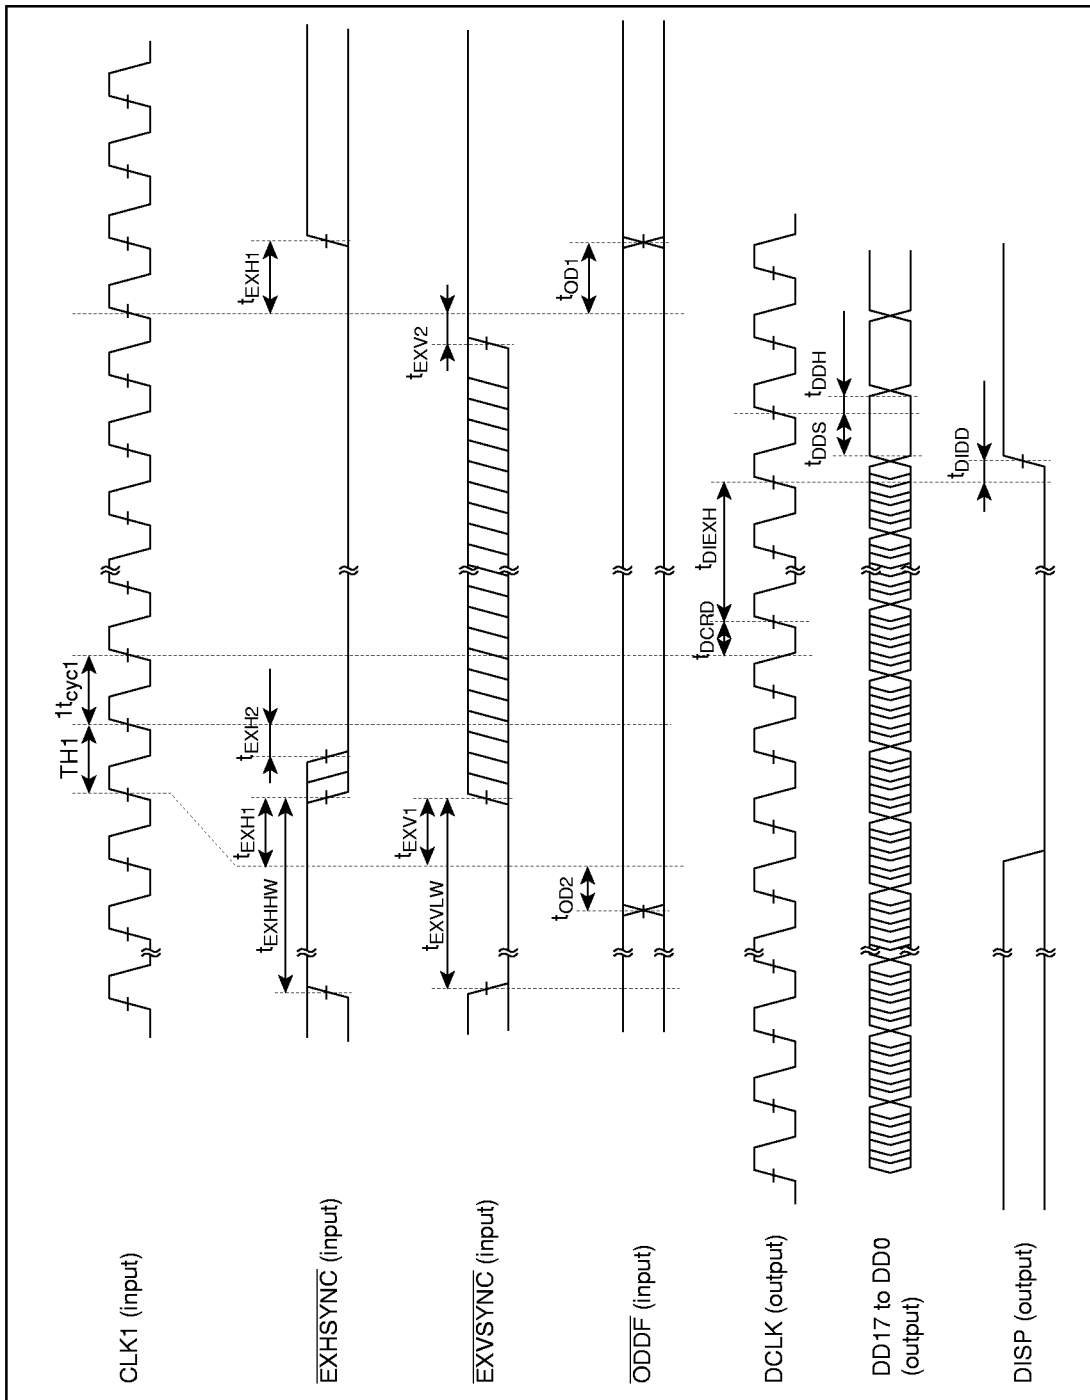 CLK1 (input)
TH1
1tcyc1
EXHSYNC (input)
tEXHHW
tEXH1
tEXH2
tEXH1
EXVSYNC (input)
tEXVLW
tEXV1
tEXV2
ODDF (input)
tOD2
tOD1
DCLK (output)
tDCRD
tDIEXH
DD17 to DD0
(output)
tDDS
tDDH
DISP (output)
tDIDD